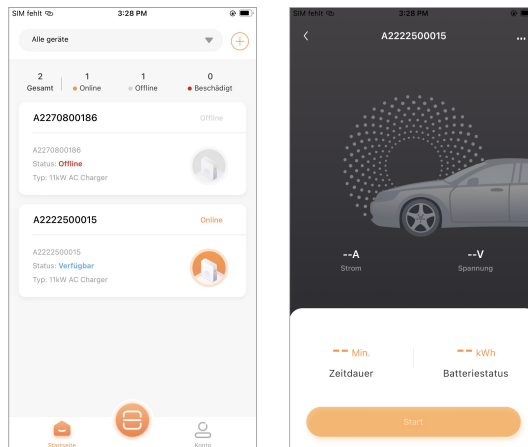 SIM fehlt 3:28 PM
Alle geräte
2 1 1 0
Gesamt Online Offline Beschädigt
A2270800186 Offline
A2270800186
Status: Offline
Typ: 11kW AC Charger
A2222500015 Online
A2222500015
Status: Verfügbar
Typ: 11kW AC Charger
Startseite Konto
SIM fehlt 3:28 PM
A2222500015 ...
--A --V
Strom Spannung
-- Min. -- kWh
Zeitdauer Batteriestatus
Start